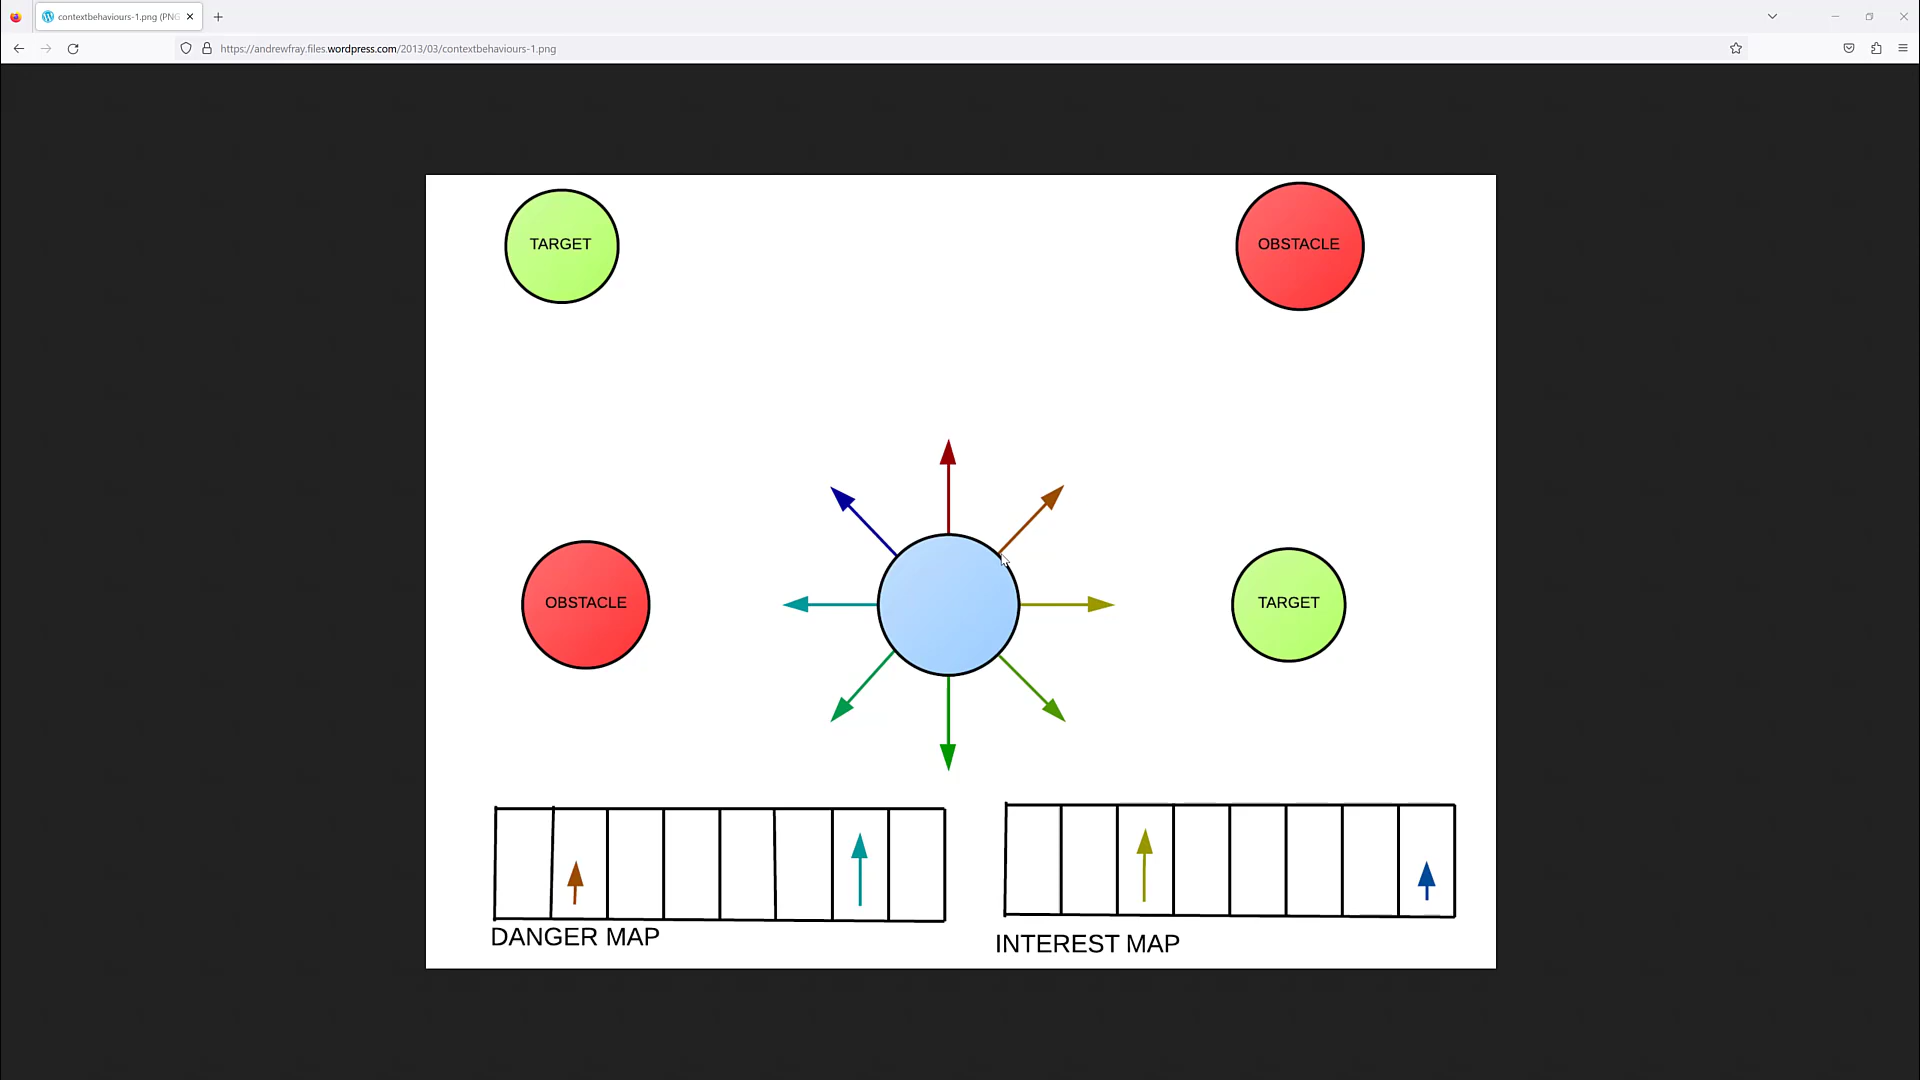 contextbehaviours-1.png (PNG
https://andrewfray.files.wordpress.com/2013/03/contextbehaviours-1.png
TARGET
OBSTACLE
OBSTACLE
TARGET
DANGER MAP
INTEREST MAP